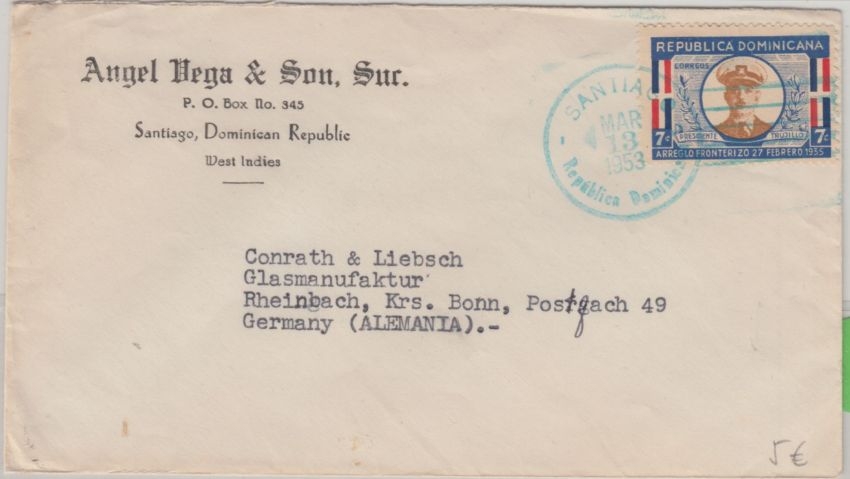 Angel Vega & Son, Suc.
P. O. Box No. 345
Santiago, Dominican Republic
West Indies
REPUBLICA DOMINICANA
CORREOS
7c
PRESIDENTE
TRUJILLO
7c
ARREGLO FRONTERIZO 27 FEBRERO 1935
SANTIAGO
MAR
13
1953
República Dominic
Conrath & Liebsch
Glasmanufaktur
Rheinbach, Krs. Bonn, Postfach 49
Germany (ALEMANIA).-
5 €